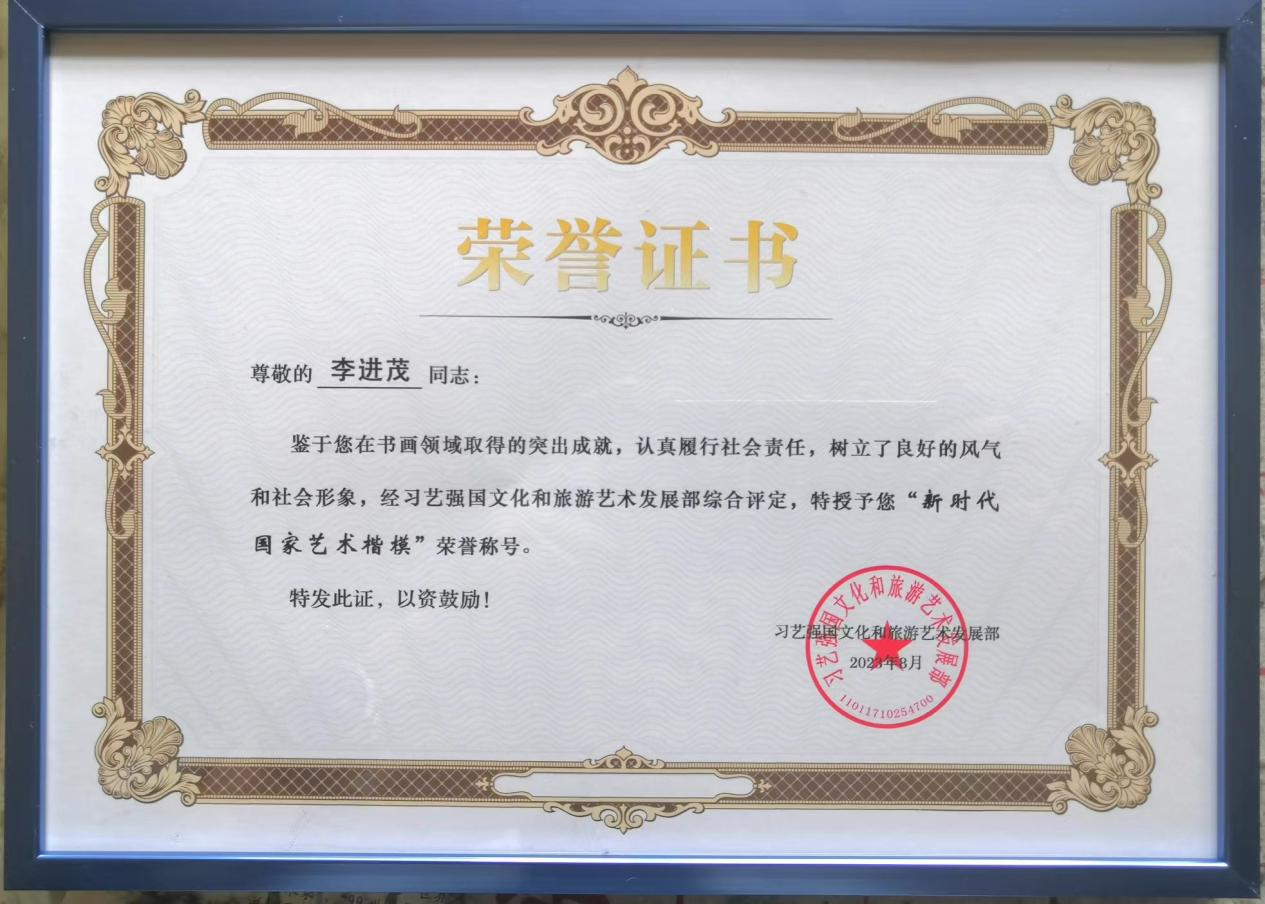 荣誉证书
尊敬的 李进茂 同志：
鉴于您在书画领域取得的突出成就，认真履行社会责任，树立了良好的风气
和社会形象，经习艺强国文化和旅游艺术发展部综合评定，特授予您“新时代
国家艺术楷模”荣誉称号。
特发此证，以资鼓励！
习艺强国文化和旅游艺术发展部
2023年8月
习艺强国文化和旅游艺术发展部
11011710254700